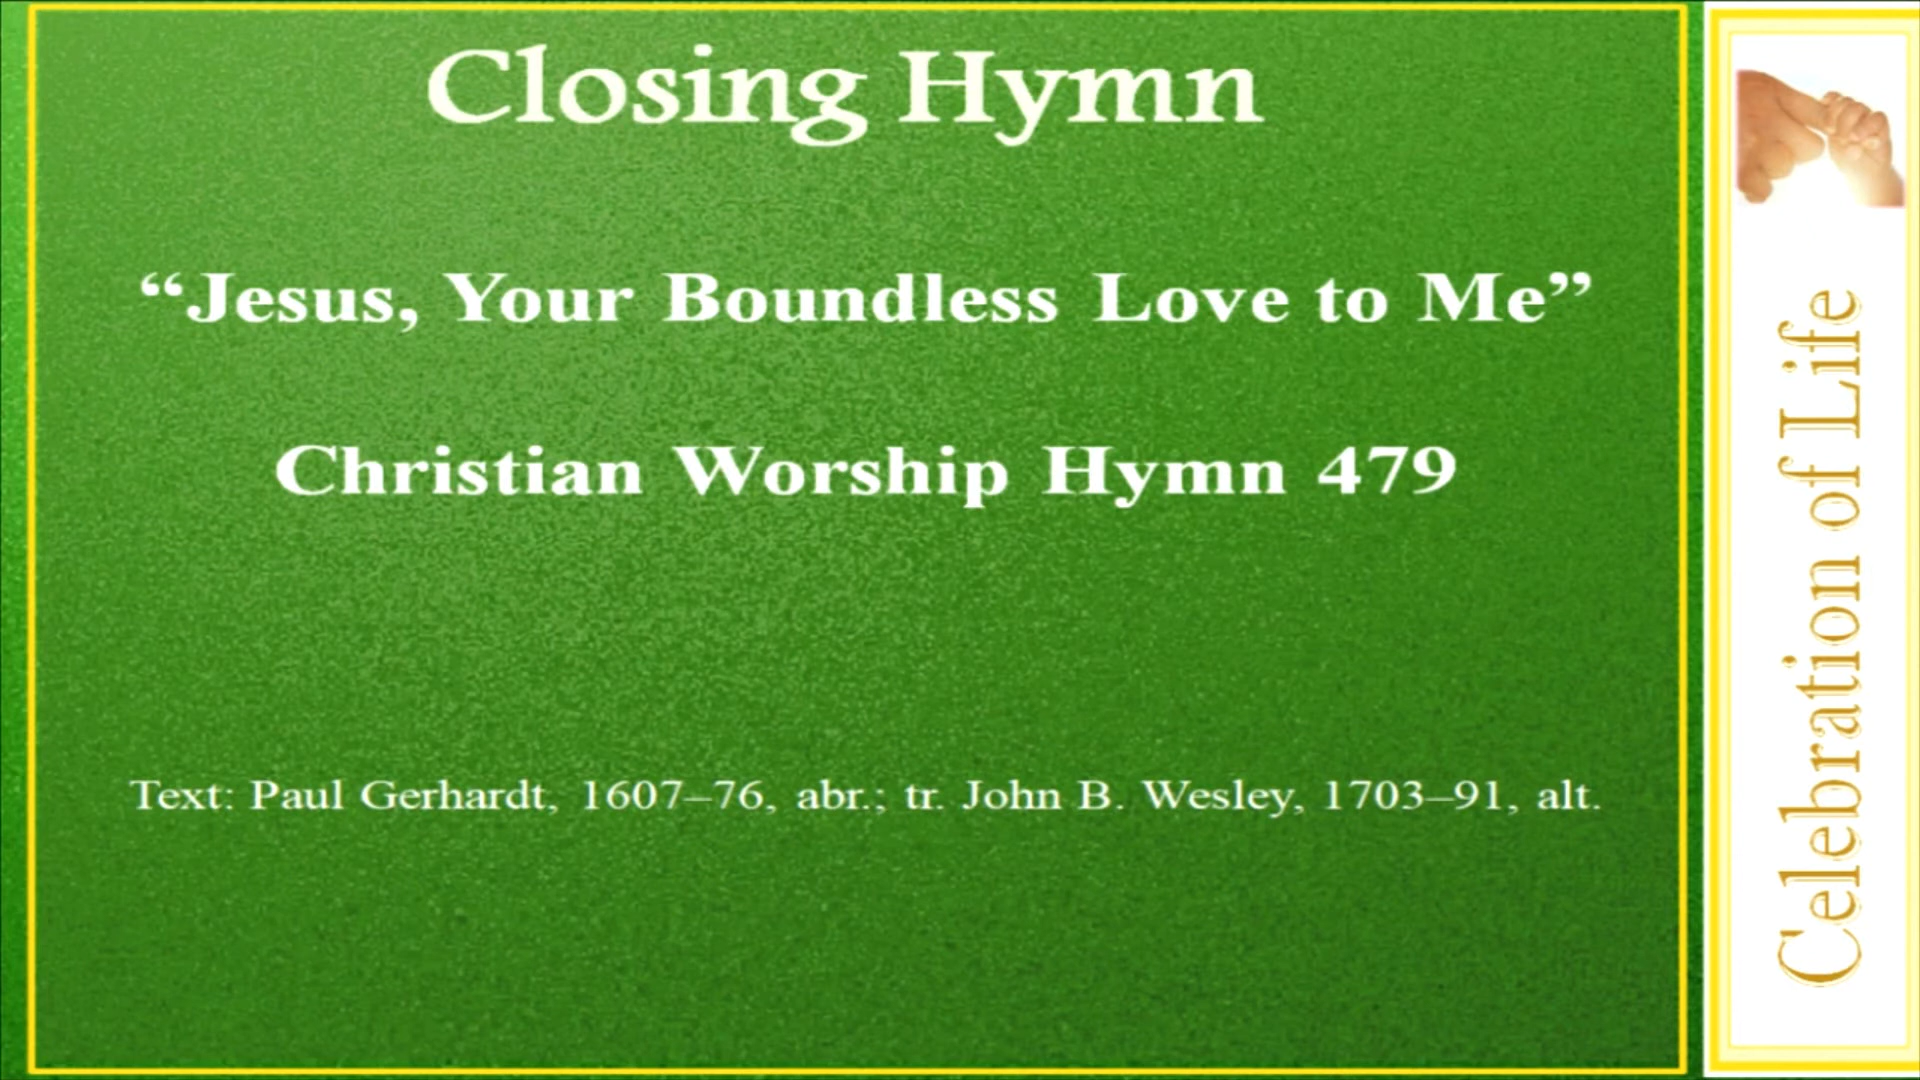 Closing Hymn
“Jesus, Your Boundless Love to Me”
Christian Worship Hymn 479
Text: Paul Gerhardt, 1607–76, abr.; tr. John B. Wesley, 1703–91, alt.
Celebration of Life